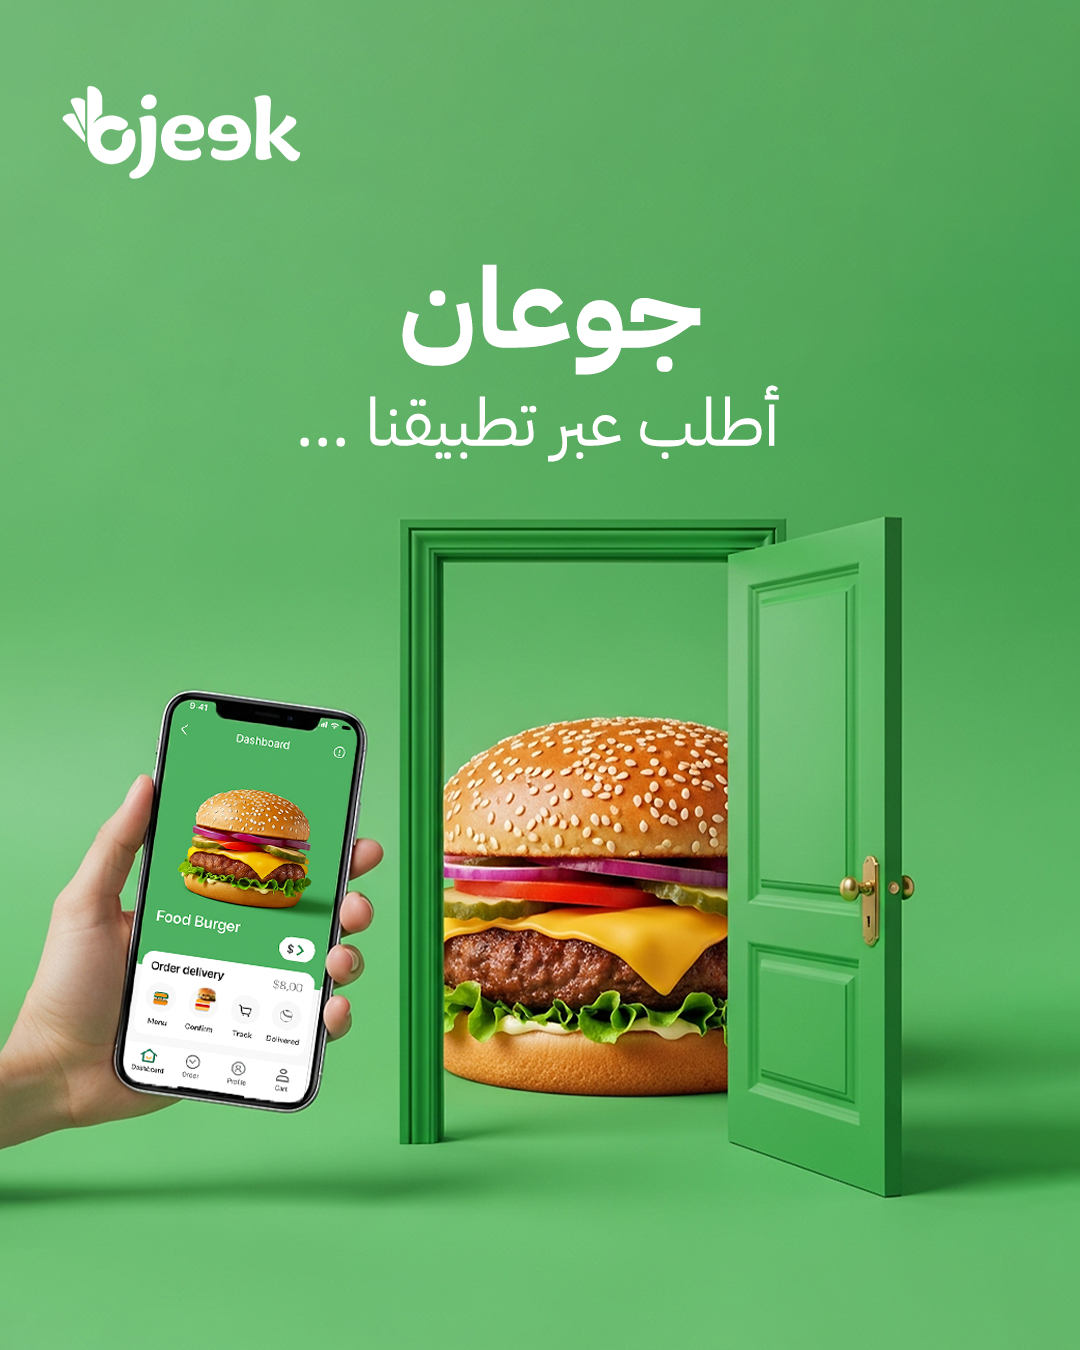 bjeek
جوعان
أطلب عبر تطبيقنا ...
9:41
Dashboard
Food Burger
$
Order delivery
$8,00
Menu
Confirm
Track
Delivered
Dashboard
Order
Profile
Cart